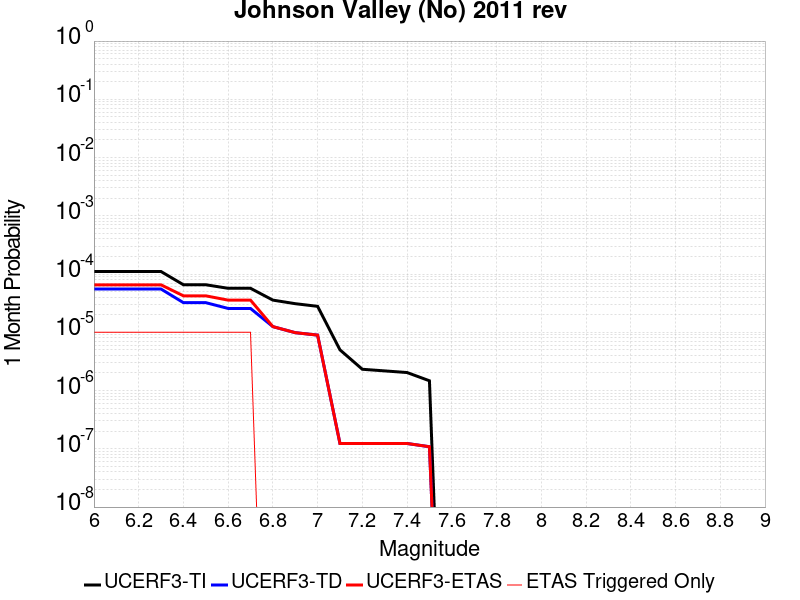 Johnson Valley (No) 2011 rev
1 Month Probability
10^0
10^-1
10^-2
10^-3
10^-4
10^-5
10^-6
10^-7
10^-8
6 6.2 6.4 6.6 6.8 7 7.2 7.4 7.6 7.8 8 8.2 8.4 8.6 8.8 9
Magnitude
UCERF3-TI UCERF3-TD UCERF3-ETAS ETAS Triggered Only